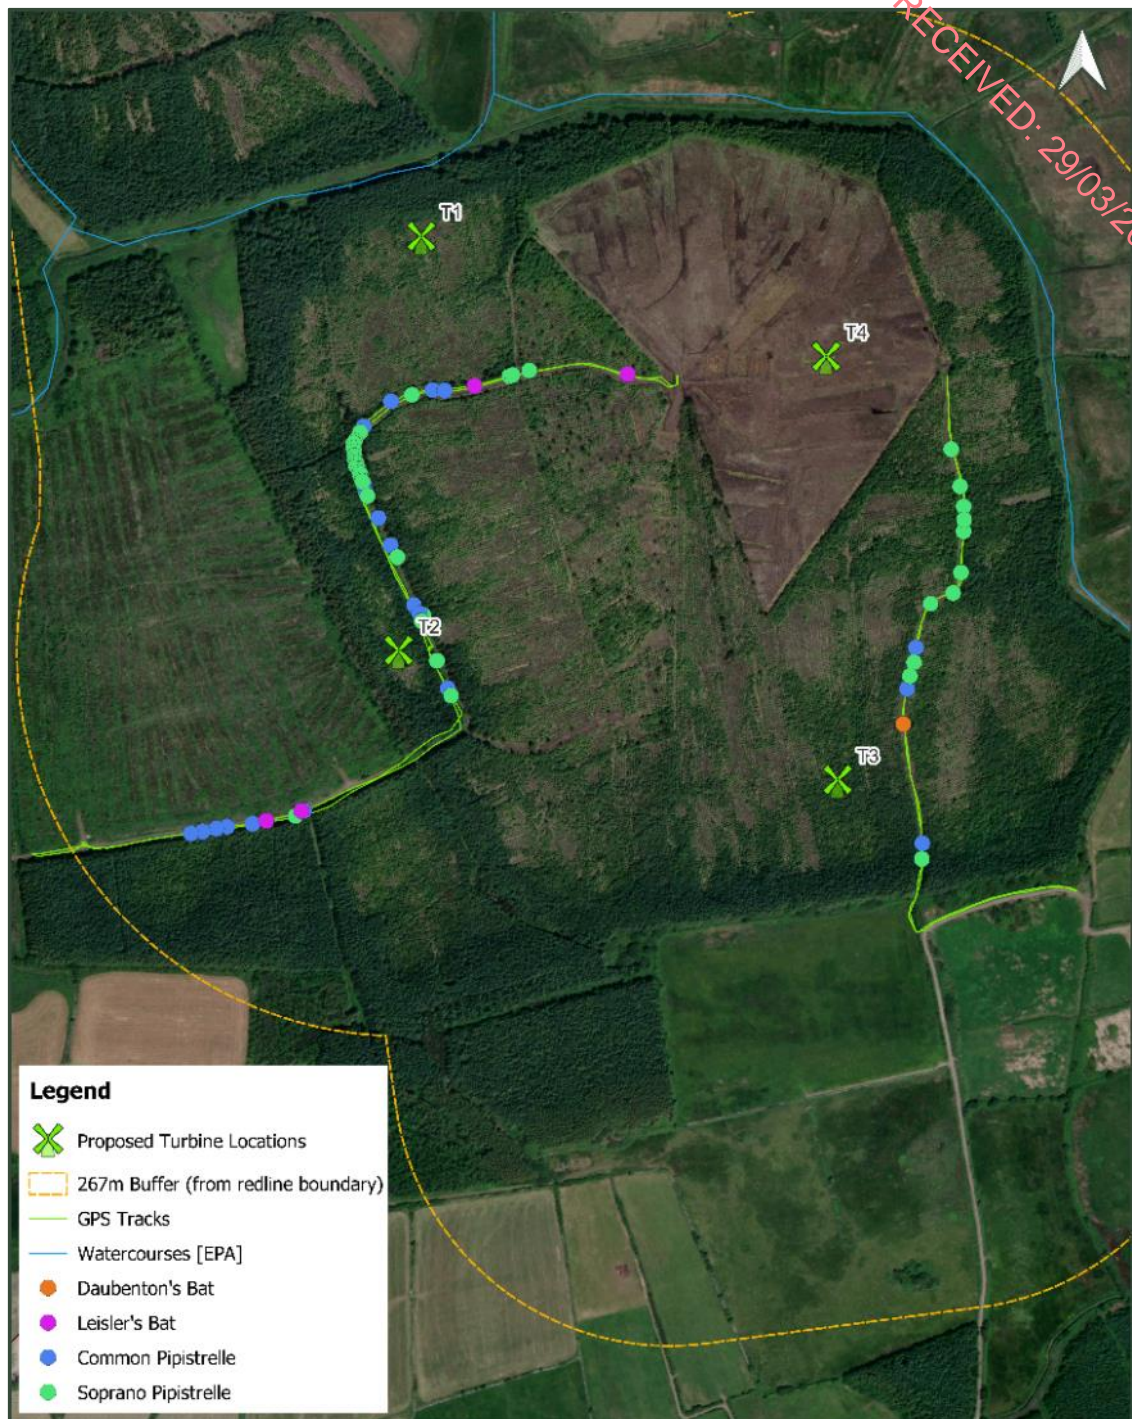 RECEIVED: 29/03/20
T1
T4
T2
T3
Legend
Proposed Turbine Locations
267m Buffer (from redline boundary)
GPS Tracks
Watercourses [EPA]
Daubenton's Bat
Leisler's Bat
Common Pipistrelle
Soprano Pipistrelle